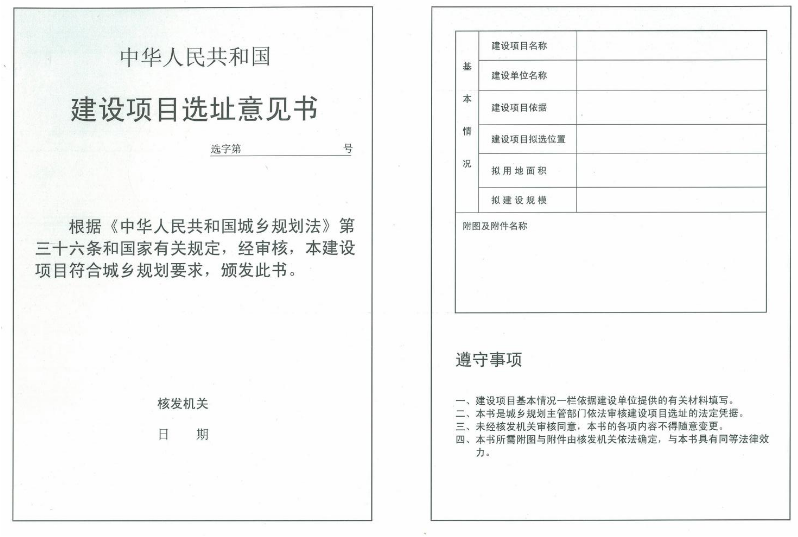 中华人民共和国
建设项目选址意见书
选字第 号
根据《中华人民共和国城乡规划法》第
三十六条和国家有关规定，经审核，本建设
项目符合城乡规划要求，颁发此书。
核发机关
日 期
基本情况
建设项目名称
建设单位名称
建设项目依据
建设项目拟选位置
拟用地面积
拟建设规模
附图及附件名称
遵守事项
一、建设项目基本情况一栏依据建设单位提供的有关材料填写。
二、本书是城乡规划主管部门依法审核建设项目选址的法定凭据。
三、未经核发机关审核同意，本书的各项内容不得随意变更。
四、本书所需附图与附件由核发机关依法确定，与本书具有同等法律效
力。